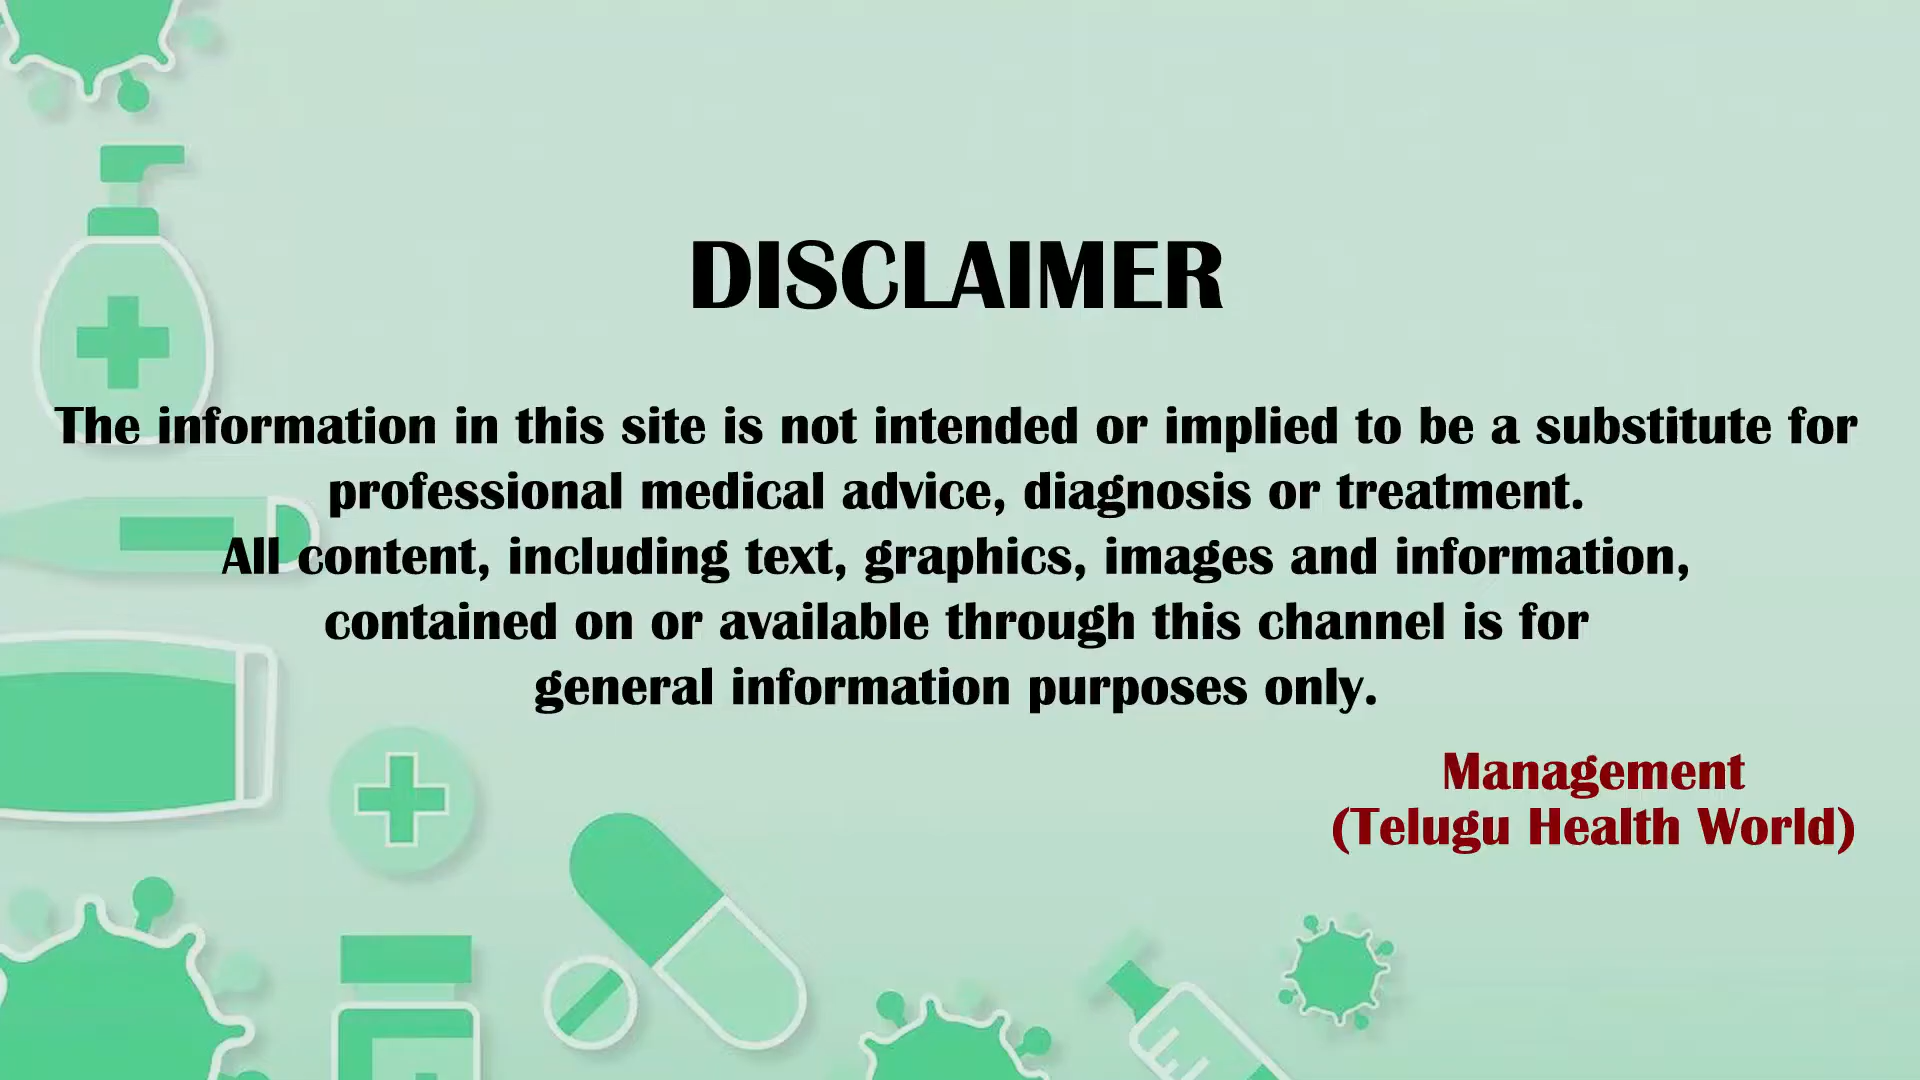 DISCLAIMER
The information in this site is not intended or implied to be a substitute for
professional medical advice, diagnosis or treatment.
All content, including text, graphics, images and information,
contained on or available through this channel is for
general information purposes only.
Management
(Telugu Health World)